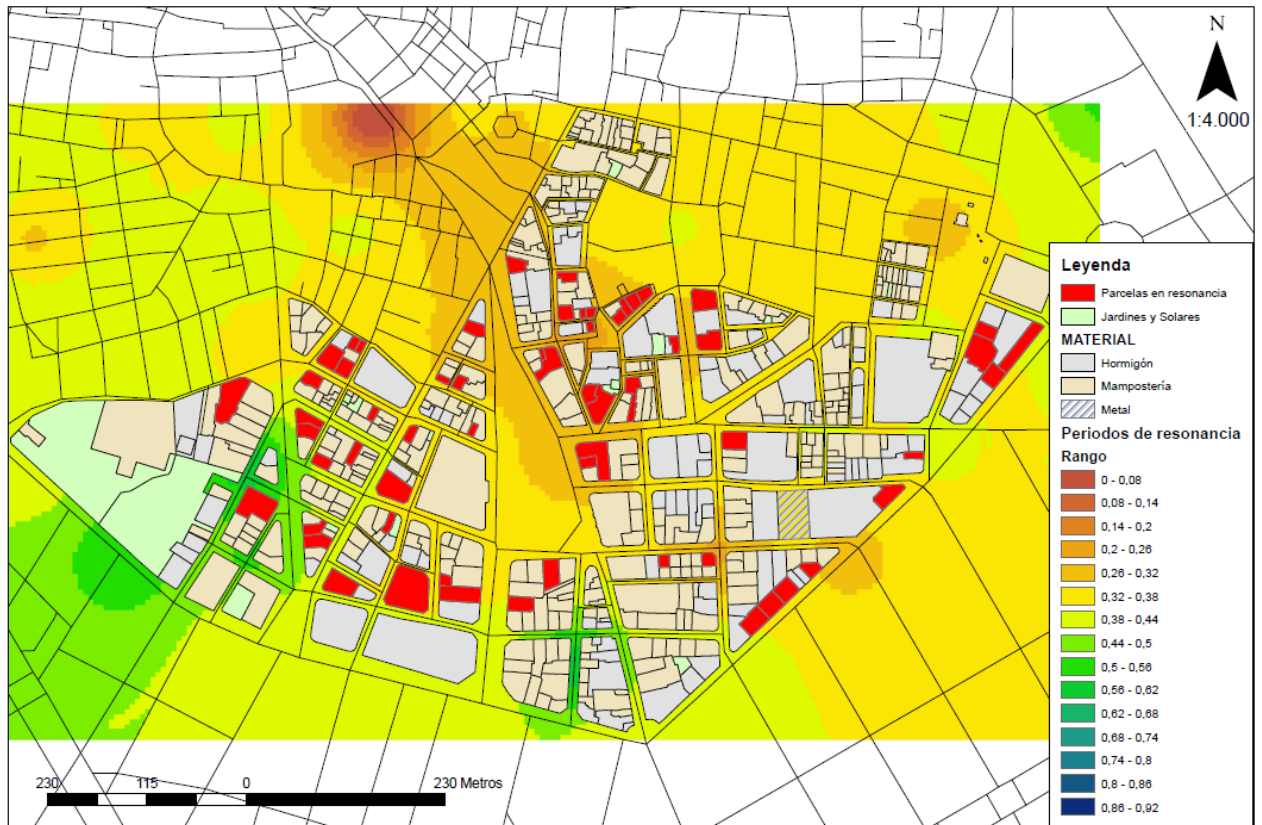 N
1:4.000
Leyenda
Parcelas en resonancia
Jardines y Solares
MATERIAL
Hormigón
Mampostería
Metal
Periodos de resonancia
Rango
0 - 0,08
0,08 - 0,14
0,14 - 0,2
0,2 - 0,26
0,26 - 0,32
0,32 - 0,38
0,38 - 0,44
0,44 - 0,5
0,5 - 0,56
0,56 - 0,62
0,62 - 0,68
0,68 - 0,74
0,74 - 0,8
0,8 - 0,86
0,86 - 0,92
230 115 0 230 Metros